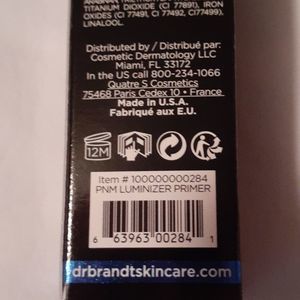 TITANIUM DIOXIDE (CI 77891), IRON
OXIDES (CI 77491, CI 77492, CI77499),
LINALOOL.
Distributed by / Distribué par:
Cosmetic Dermatology LLC
Miami, FL 33172
In the US call 800-234-1066
Quatre S Cosmetics
75468 Paris Cedex 10 • France
Made in U.S.A.
Fabriqué aux E.U.
12M
Item # 100000000284
PNM LUMINIZER PRIMER
6 63963 00284 1
drbrandtskincare.com